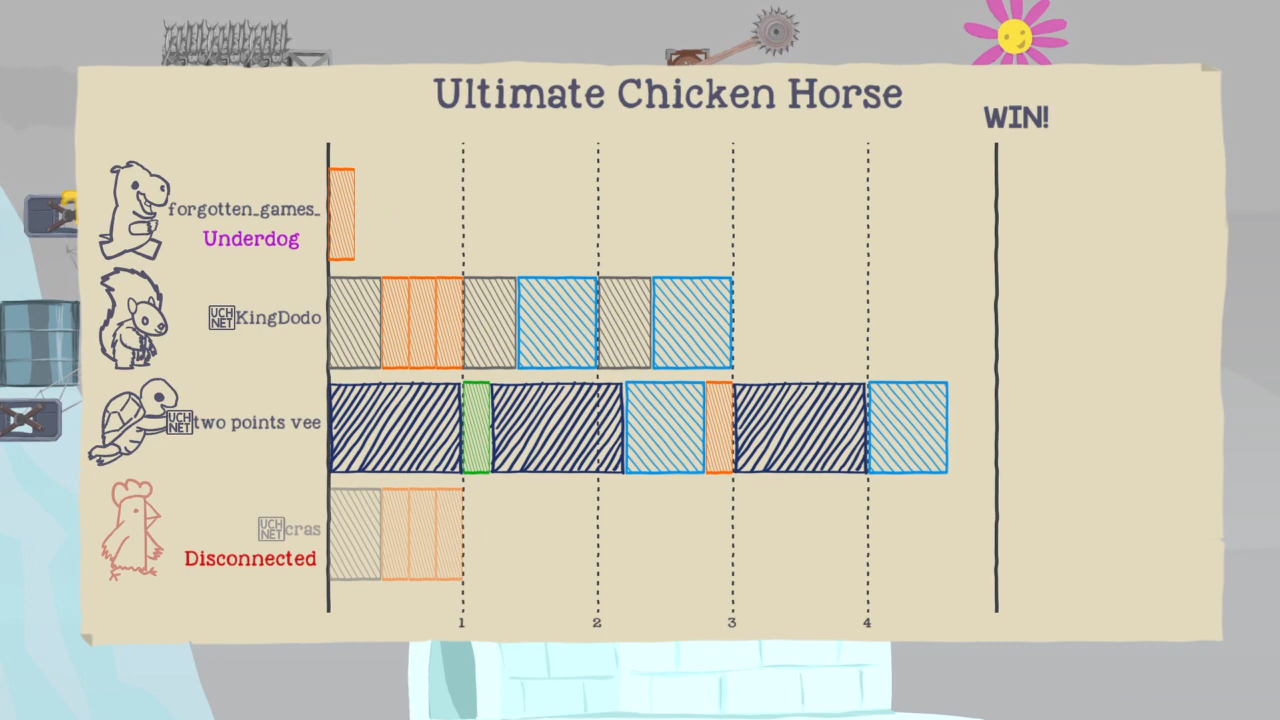 Ultimate Chicken Horse
WIN!
forgotten_games_
Underdog
UCH NET KingDodo
UCH NET two points vee
UCH NET cras
Disconnected
1 2 3 4